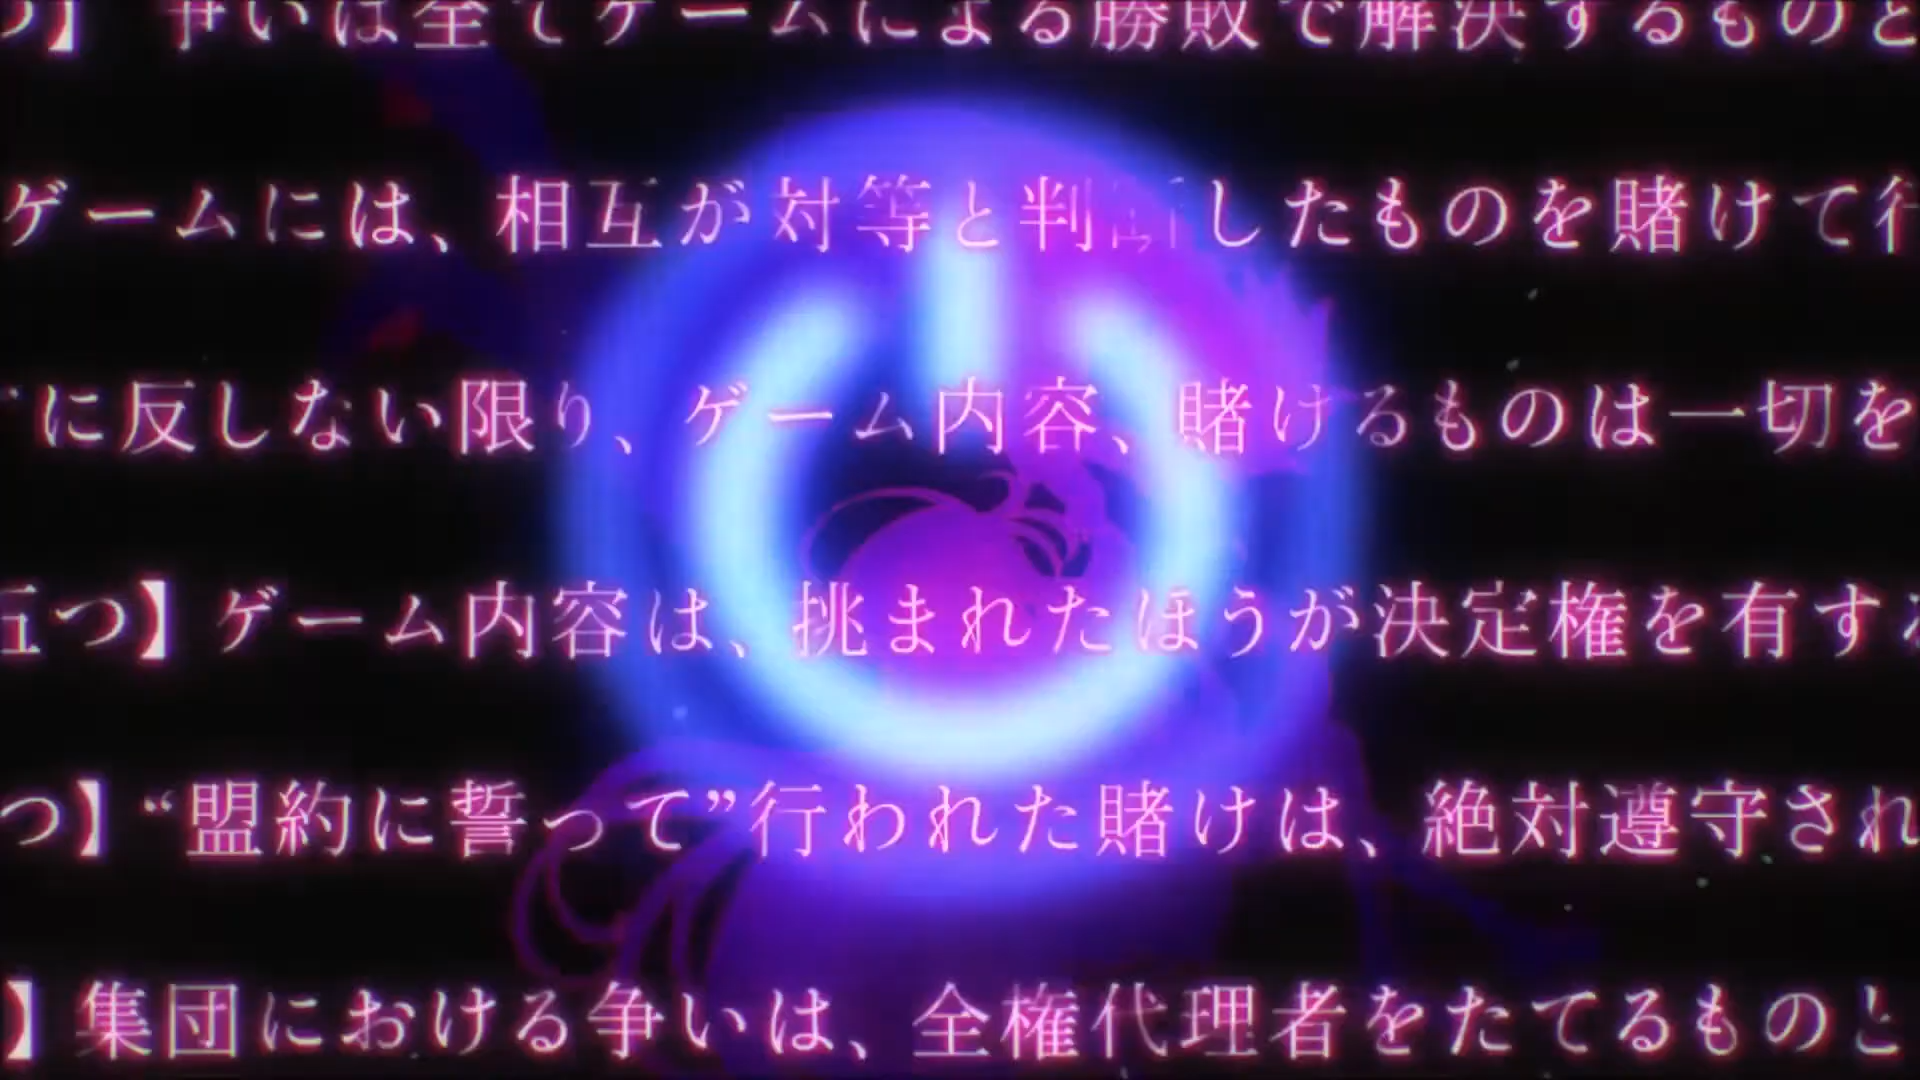 つ】 争いは全てゲームによる勝敗で解決するものと
ゲームには、相互が対等と判断したものを賭けて行
に反しない限り、ゲーム内容、賭けるものは一切を
五つ】ゲーム内容は、挑まれたほうが決定権を有する
つ】“盟約に誓って”行われた賭けは、絶対遵守され
】集団における争いは、全権代理者をたてるものと